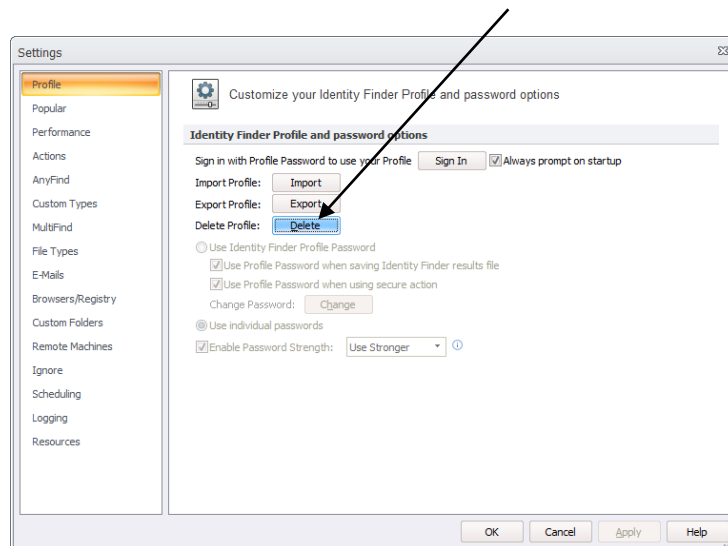 Settings
Profile
Popular
Performance
Actions
AnyFind
Custom Types
MultiFind
File Types
E-Mails
Browsers/Registry
Custom Folders
Remote Machines
Ignore
Scheduling
Logging
Resources
Customize your Identity Finder Profile and password options
Identity Finder Profile and password options
Sign in with Profile Password to use your Profile Sign In Always prompt on startup
Import Profile: Import
Export Profile: Export
Delete Profile: Delete
Use Identity Finder Profile Password
Use Profile Password when saving Identity Finder results file
Use Profile Password when using secure action
Change Password: Change
Use individual passwords
Enable Password Strength: Use Stronger
OK Cancel Apply Help